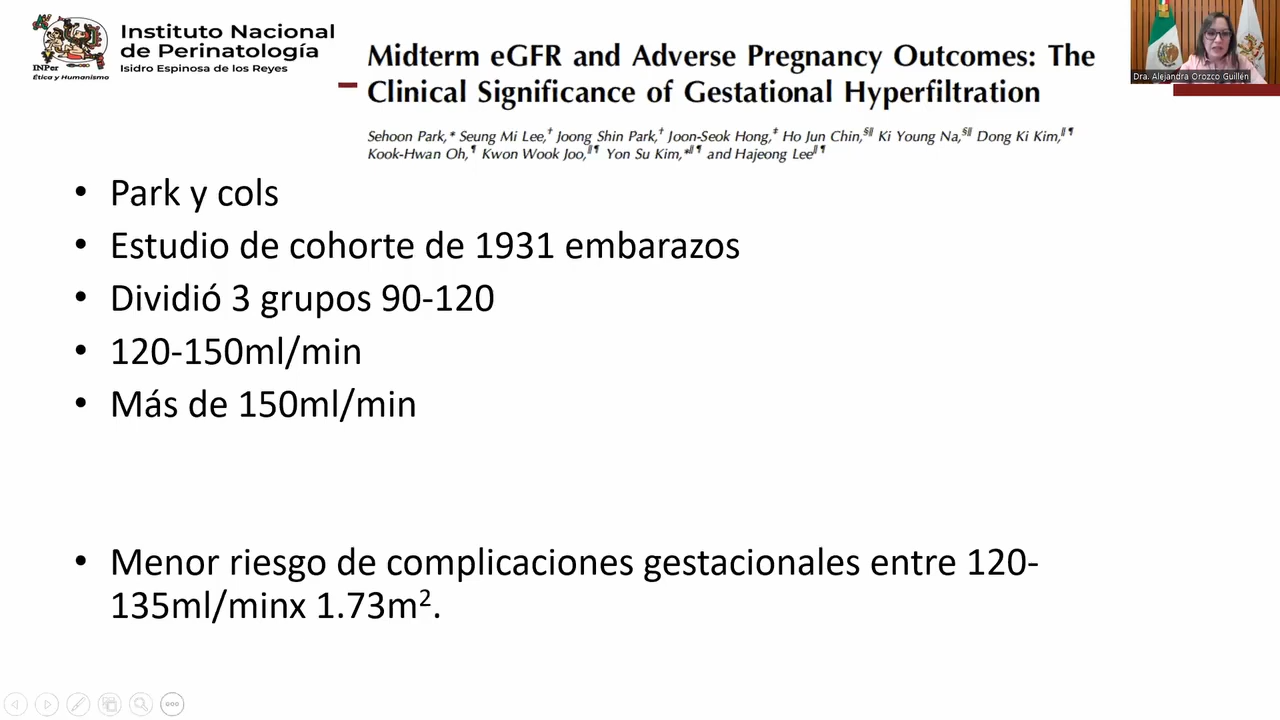 Instituto Nacional
de Perinatología
Isidro Espinosa de los Reyes
INPer
Ética y Humanismo
Midterm eGFR and Adverse Pregnancy Outcomes: The
Clinical Significance of Gestational Hyperfiltration
Sehoon Park,* Seung Mi Lee,† Joong Shin Park,† Joon-Seok Hong,‡ Ho Jun Chin,§‖ Ki Young Na,§‖ Dong Ki Kim,‖¶
Kook-Hwan Oh,¶ Kwon Wook Joo,‖¶ Yon Su Kim,*‖¶ and Hajeong Lee‖¶
Dra. Alejandra Orozco Guillén
• Park y cols
• Estudio de cohorte de 1931 embarazos
• Dividió 3 grupos 90-120
• 120-150ml/min
• Más de 150ml/min
• Menor riesgo de complicaciones gestacionales entre 120-
135ml/minx 1.73m².